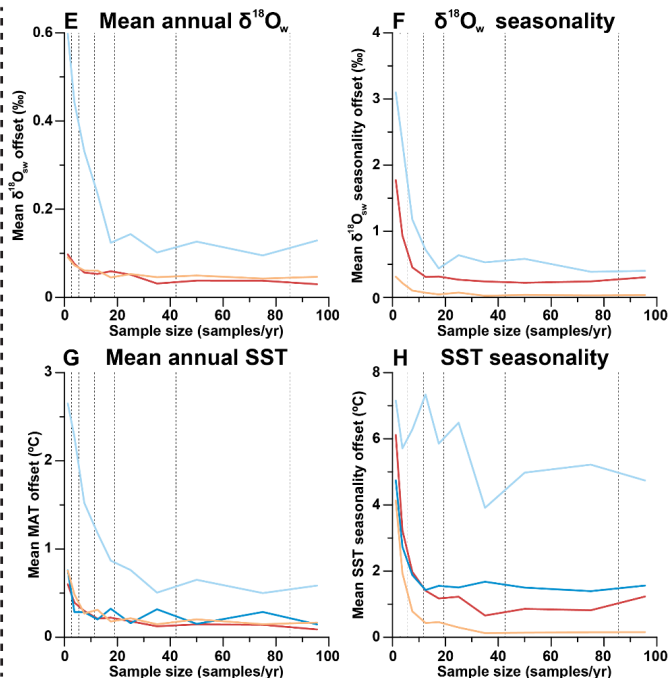 E Mean annual δ¹⁸Ow
Mean δ¹⁸Osw offset (‰)
0.6
0.4
0.2
0
0 20 40 60 80 100
Sample size (samples/yr)
F δ¹⁸Ow seasonality
Mean δ¹⁸Osw seasonality offset (‰)
4
3
2
1
0
0 20 40 60 80 100
Sample size (samples/yr)
G Mean annual SST
Mean MAT offset (ºC)
3
2
1
0
0 20 40 60 80 100
Sample size (samples/yr)
H SST seasonality
Mean SST seasonality offset (ºC)
8
6
4
2
0
0 20 40 60 80 100
Sample size (samples/yr)